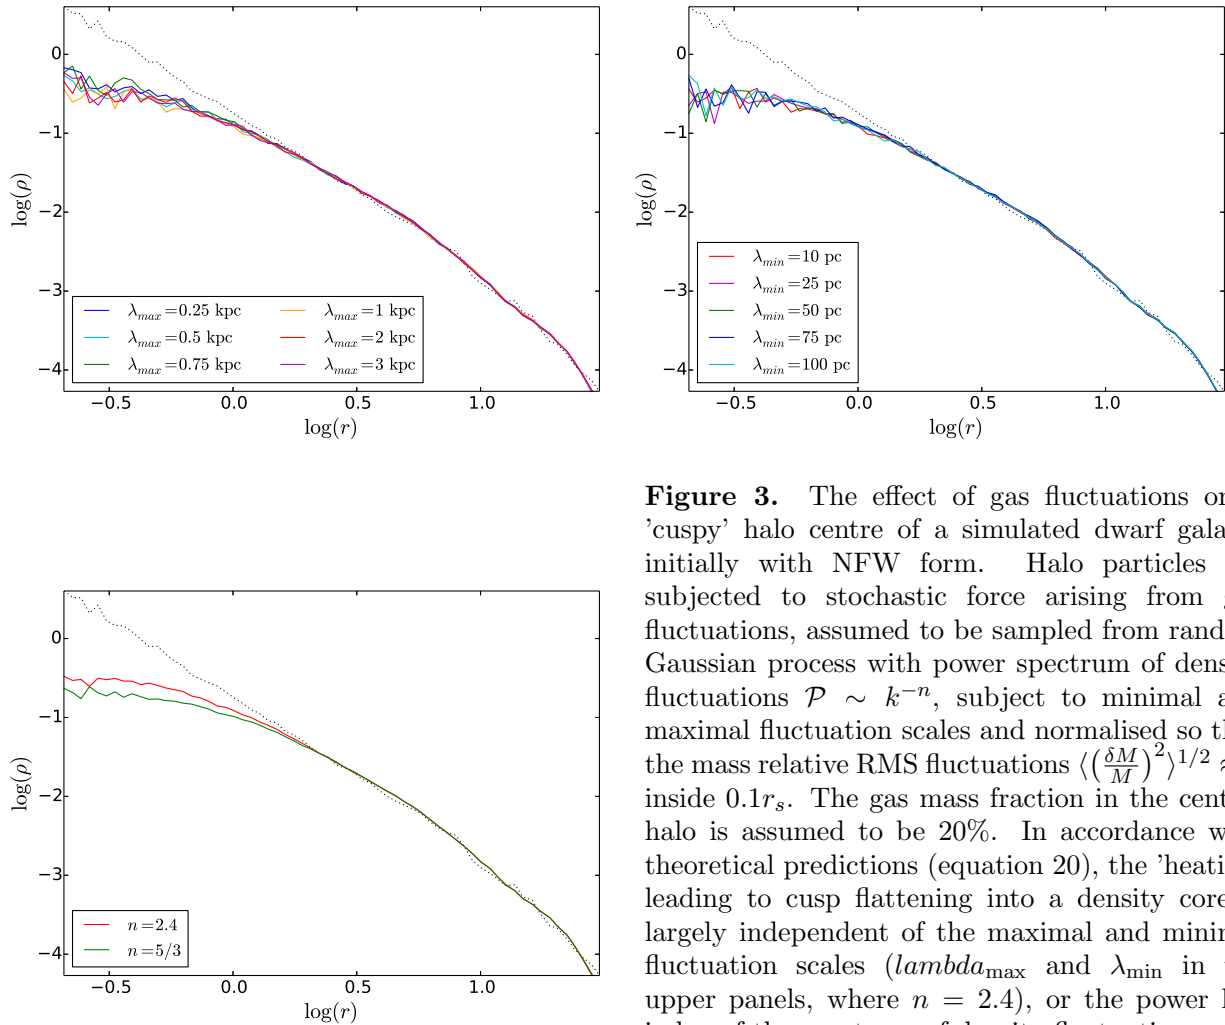 0
−1
−2
−3
−4
log(ρ)
λmax=0.25 kpc
λmax=0.5 kpc
λmax=0.75 kpc
λmax=1 kpc
λmax=2 kpc
λmax=3 kpc
−0.5 0.0 0.5 1.0
log(r)
0
−1
−2
−3
−4
log(ρ)
λmin=10 pc
λmin=25 pc
λmin=50 pc
λmin=75 pc
λmin=100 pc
−0.5 0.0 0.5 1.0
log(r)
0
−1
−2
−3
−4
log(ρ)
n=2.4
n=5/3
−0.5 0.0 0.5 1.0
log(r)
Figure 3. The effect of gas fluctuations on
'cuspy' halo centre of a simulated dwarf gala
initially with NFW form. Halo particles
subjected to stochastic force arising from g
fluctuations, assumed to be sampled from rand
Gaussian process with power spectrum of dens
fluctuations P ∼ k−n, subject to minimal a
maximal fluctuation scales and normalised so th
the mass relative RMS fluctuations ⟨(δM/M)2⟩1/2 ≈
inside 0.1rs. The gas mass fraction in the cent
halo is assumed to be 20%. In accordance w
theoretical predictions (equation 20), the 'heati
leading to cusp flattening into a density core
largely independent of the maximal and minim
fluctuation scales (lambdamax and λmin in
upper panels, where n = 2.4), or the power